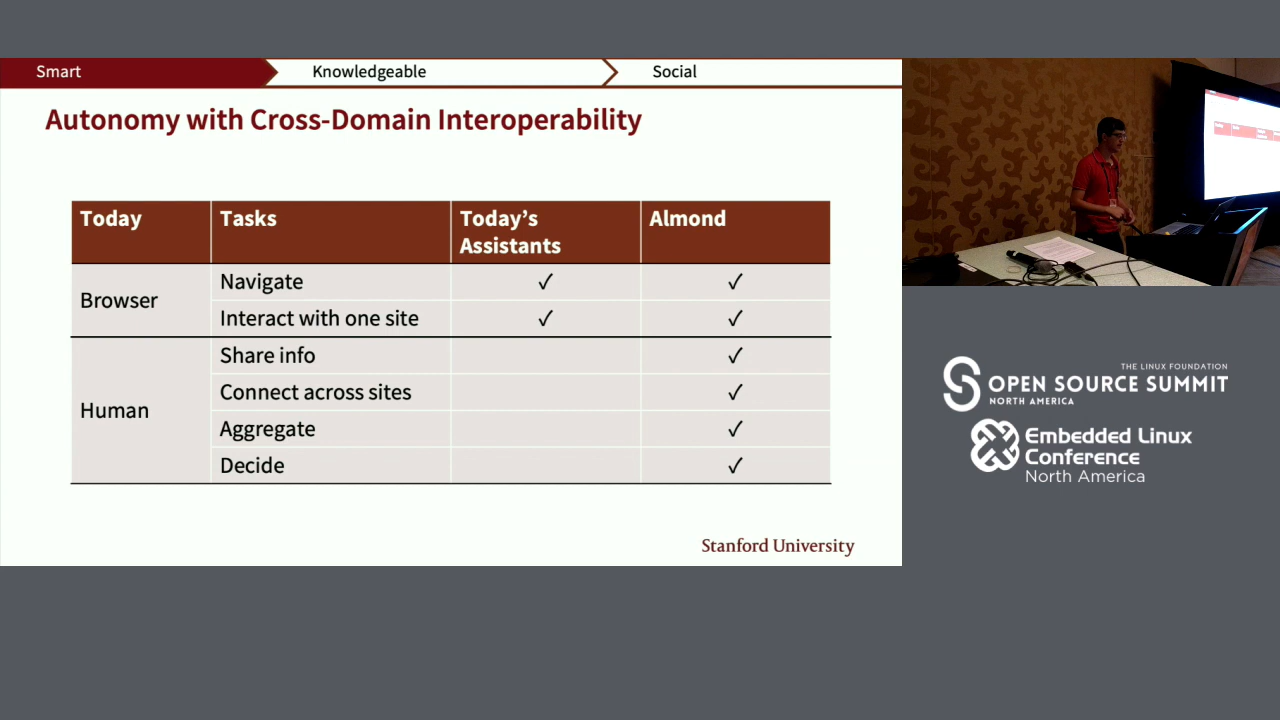 Smart
Knowledgeable
Social
Autonomy with Cross-Domain Interoperability
Today
Tasks
Today's
Assistants
Almond
Browser
Navigate
✓
✓
Interact with one site
✓
✓
Human
Share info
✓
Connect across sites
✓
Aggregate
✓
Decide
✓
Stanford University
THE LINUX FOUNDATION
OPEN SOURCE SUMMIT
NORTH AMERICA
Embedded Linux
Conference
North America